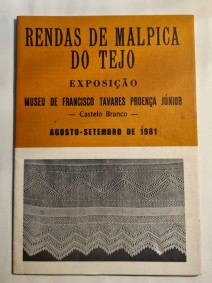 RENDAS DE MALPICA
DO TEJO
EXPOSIÇÃO
MUSEU DE FRANCISCO TAVARES PROENÇA JÚNIOR
— Castelo Branco —
AGOSTO-SETEMBRO DE 1981